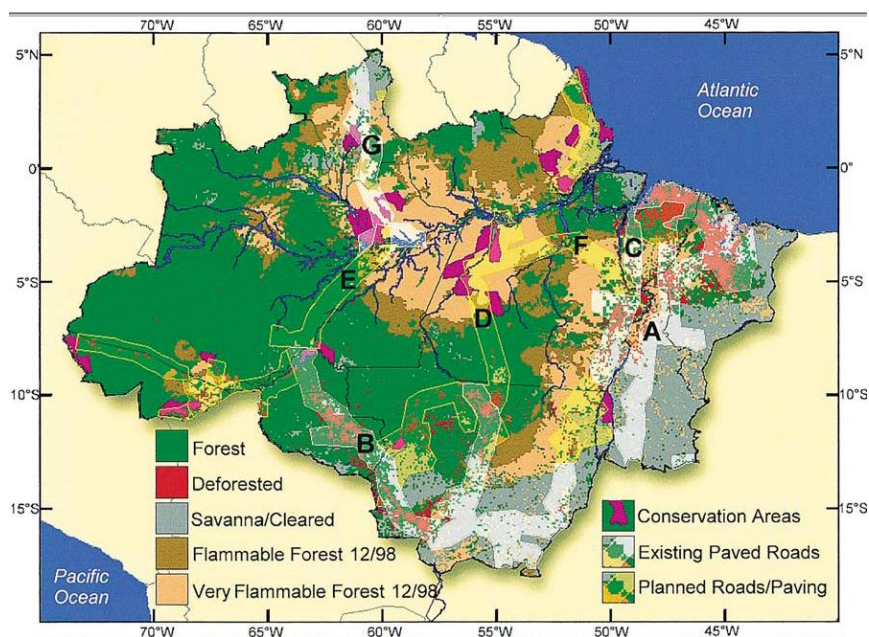 70°W 65°W 60°W 55°W 50°W 45°W
5°N 5°N
Atlantic
Ocean
G
0° 0°
C
F
5°S 5°S
E
D
A
10°S 10°S
B
Forest
Deforested
Savanna/Cleared
Flammable Forest 12/98
Very Flammable Forest 12/98
15°S 15°S
Conservation Areas
Existing Paved Roads
Planned Roads/Paving
Pacific
Ocean
70°W 65°W 60°W 55°W 50°W 45°W